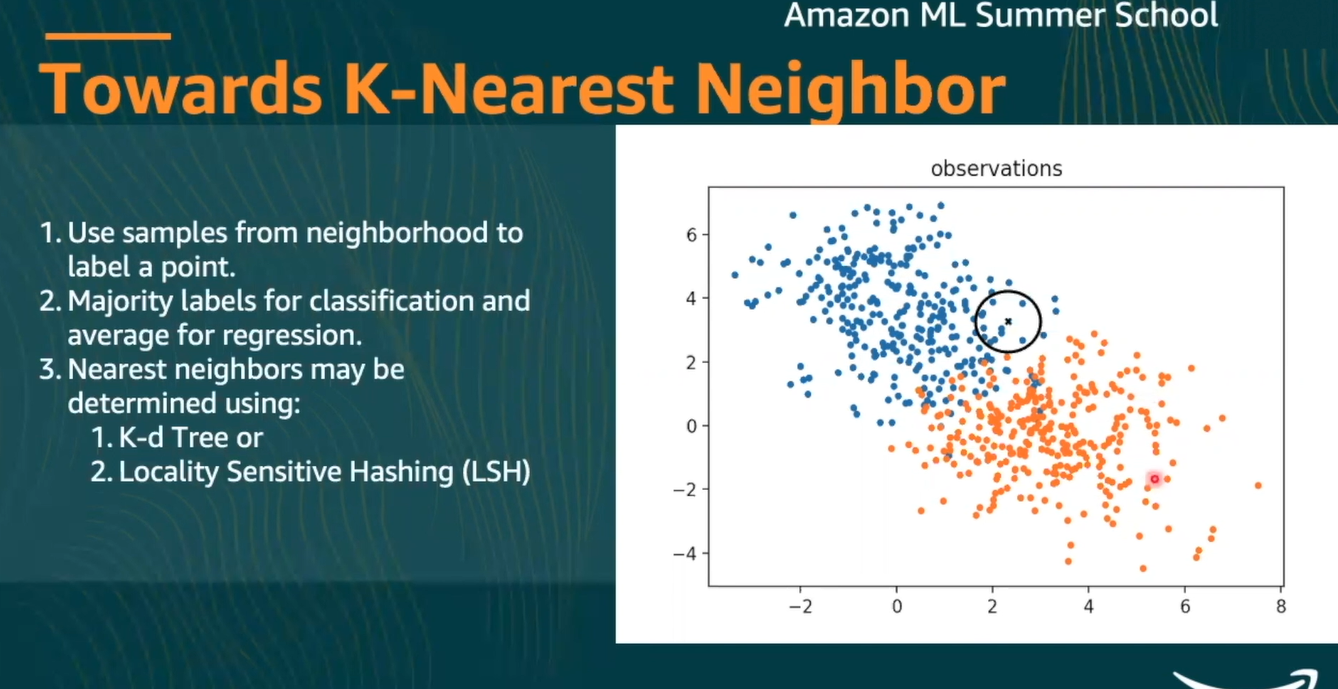 Amazon ML Summer School
Towards K-Nearest Neighbor
1. Use samples from neighborhood to
label a point.
2. Majority labels for classification and
average for regression.
3. Nearest neighbors may be
determined using:
1. K-d Tree or
2. Locality Sensitive Hashing (LSH)
observations
6
4
2
0
−2
−4
−2 0 2 4 6 8